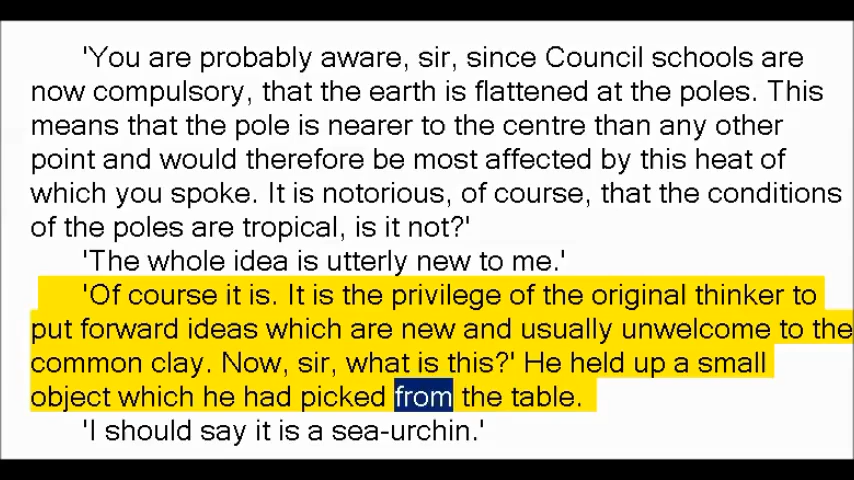 'You are probably aware, sir, since Council schools are
now compulsory, that the earth is flattened at the poles. This
means that the pole is nearer to the centre than any other
point and would therefore be most affected by this heat of
which you spoke. It is notorious, of course, that the conditions
of the poles are tropical, is it not?'
'The whole idea is utterly new to me.'
'Of course it is. It is the privilege of the original thinker to
put forward ideas which are new and usually unwelcome to the
common clay. Now, sir, what is this?' He held up a small
object which he had picked from the table.
'I should say it is a sea-urchin.'